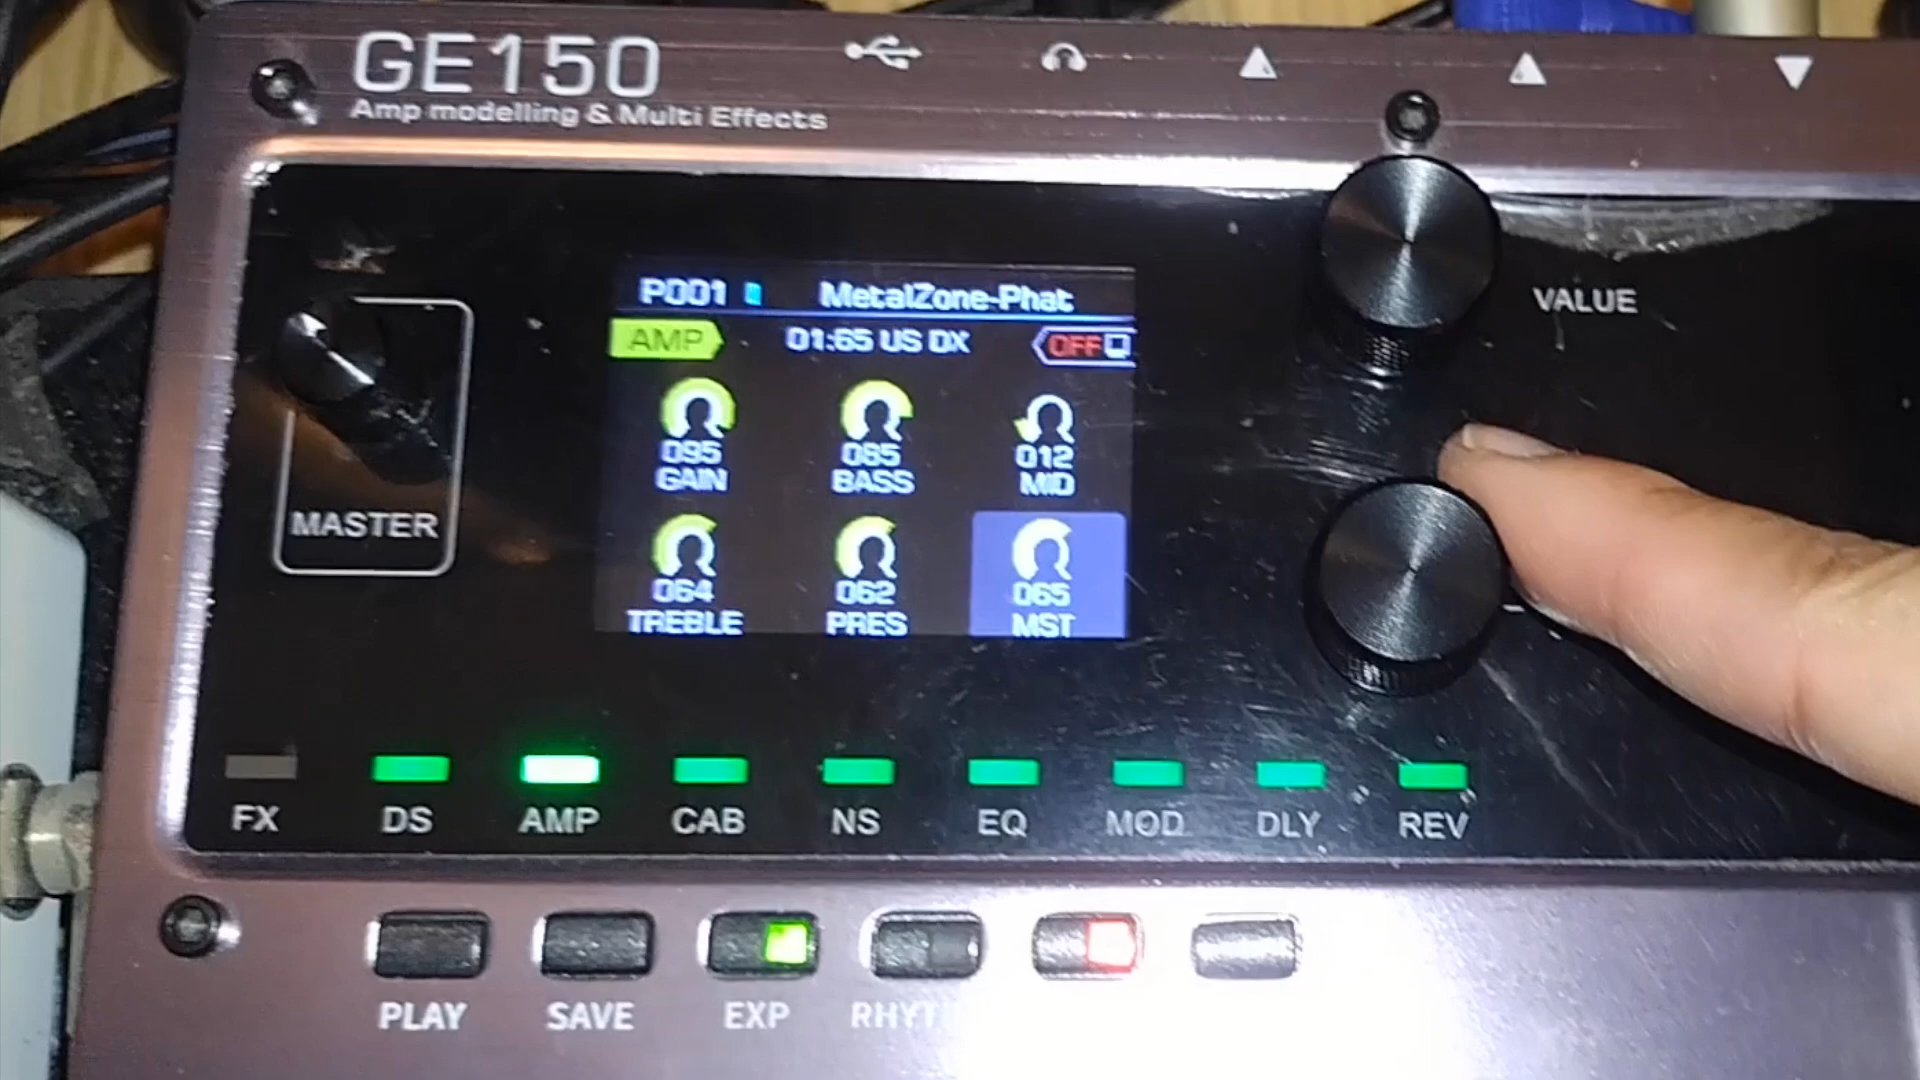 GE150
Amp modelling & Multi Effects
VALUE
MASTER
P001 MetalZone-Phat
AMP 01:65 US DX OFF
095 085 012
GAIN BASS MID
064 062 065
TREBLE PRES MST
FX DS AMP CAB NS EQ MOD DLY REV
PLAY SAVE EXP RHYT